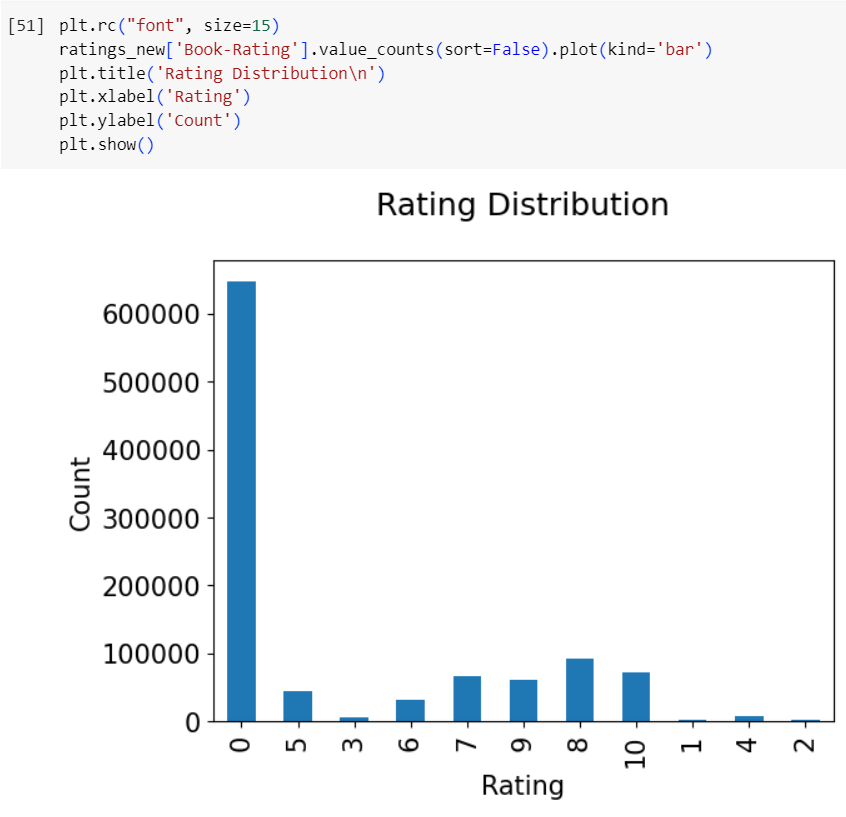 [51] plt.rc("font", size=15)
ratings_new['Book-Rating'].value_counts(sort=False).plot(kind='bar')
plt.title('Rating Distribution\n')
plt.xlabel('Rating')
plt.ylabel('Count')
plt.show()
Rating Distribution
600000
500000
400000
300000
200000
100000
0
Count
0 5 3 6 7 9 8 10 1 4 2
Rating